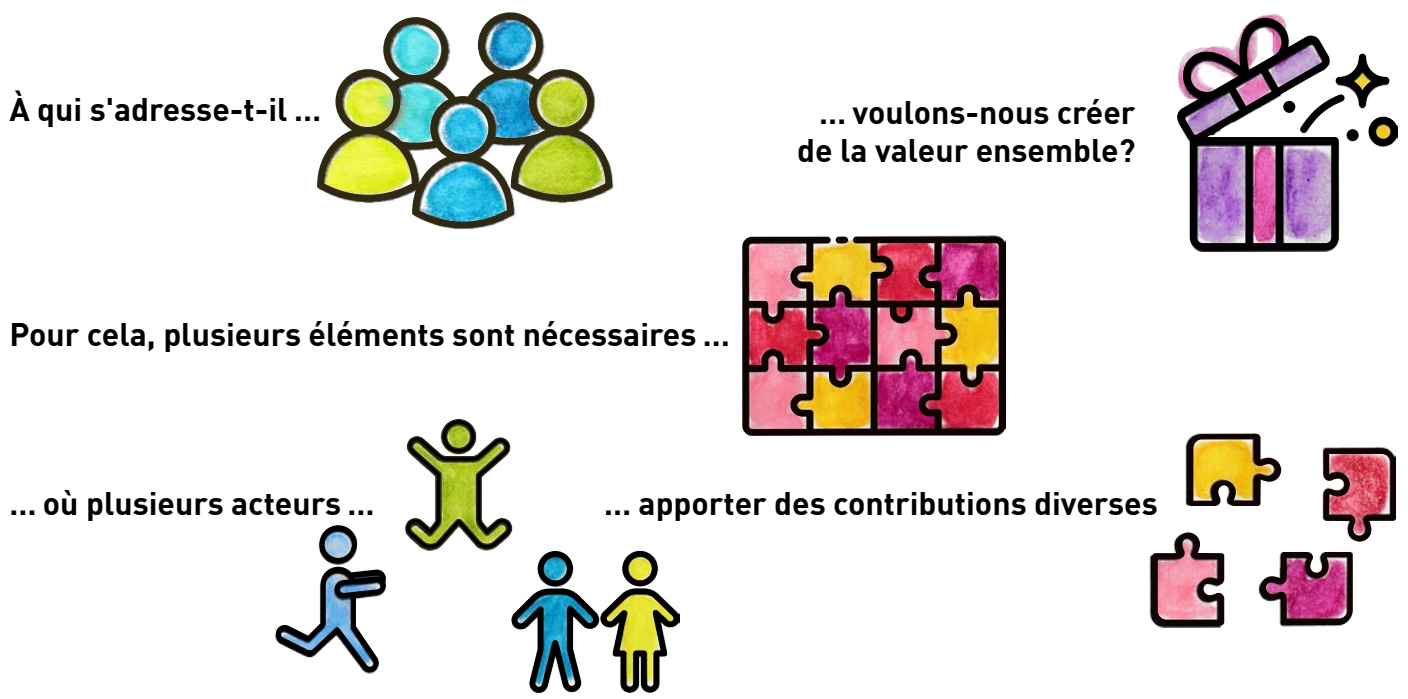 À qui s'adresse-t-il ...
... voulons-nous créer
de la valeur ensemble?
Pour cela, plusieurs éléments sont nécessaires ...
... où plusieurs acteurs ...
... apporter des contributions diverses